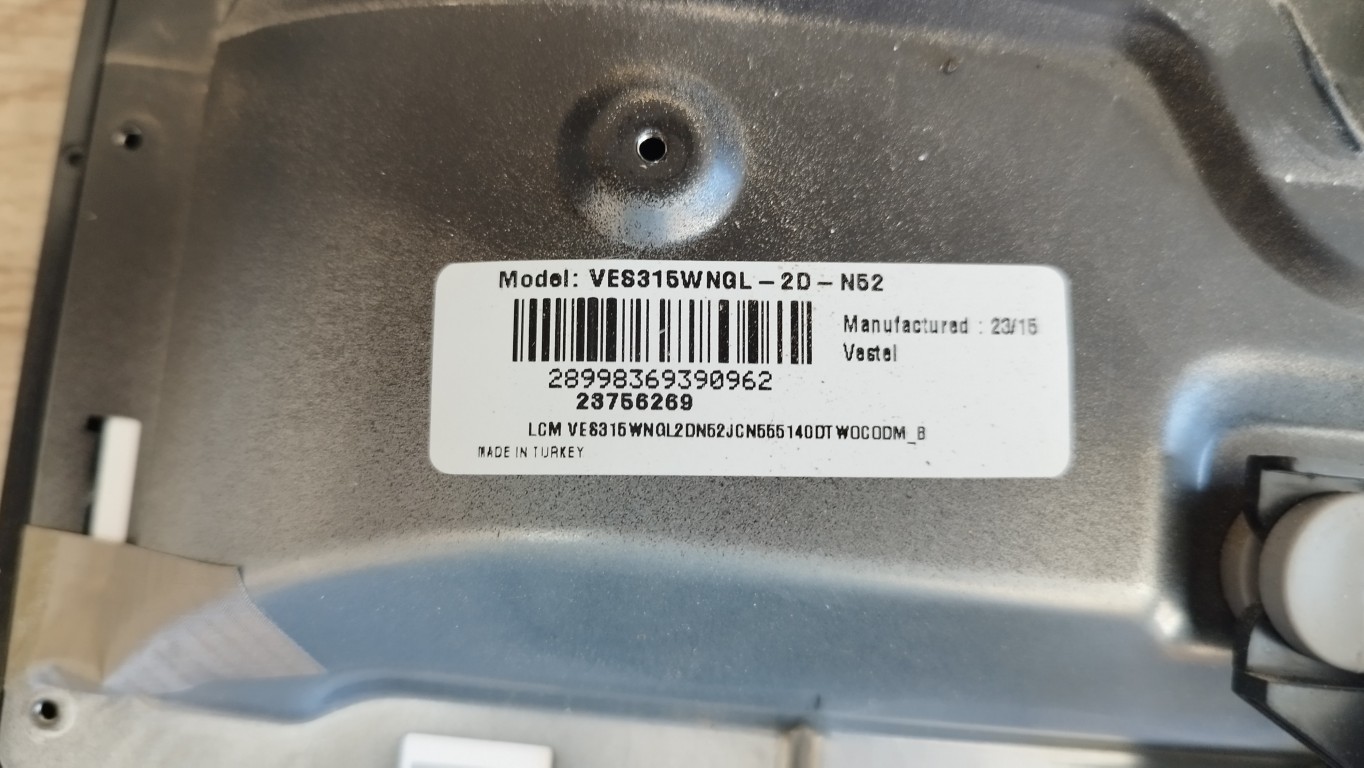 Model: VES315WNGL-2D-N52
Manufactured : 23/15
Vestel
28998369390962
23756269
LCM VES315WNGL2DN52JCN555140DTW0C0DM_B
MADE IN TURKEY